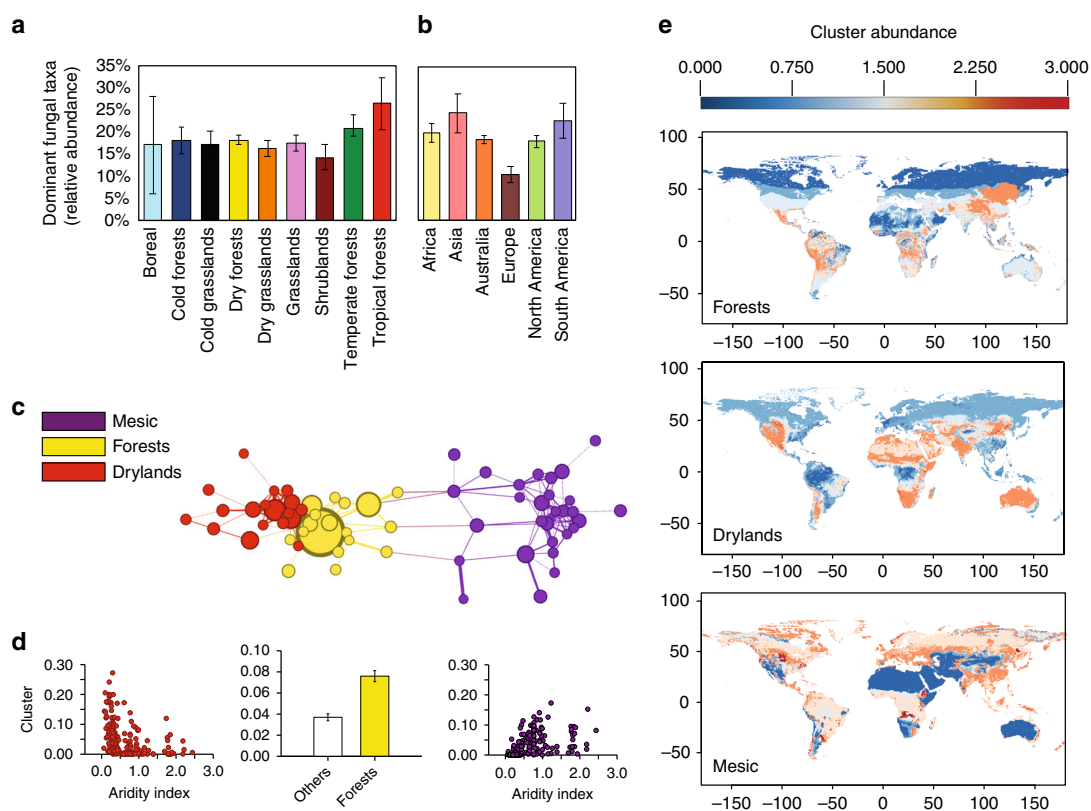 a
Dominant fungal taxa
(relative abundance)
35%
30%
25%
20%
15%
10%
5%
0%
Boreal
Cold forests
Cold grasslands
Dry forests
Dry grasslands
Grasslands
Shrublands
Temperate forests
Tropical forests
b
Africa
Asia
Australia
Europe
North America
South America
c
Mesic
Forests
Drylands
d
Cluster
0.30
0.20
0.10
0.00
0.0 1.0 2.0 3.0
Aridity index
0.10
0.08
0.06
0.04
0.02
0.00
Others
Forests
0.30
0.20
0.10
0.00
0.0 1.0 2.0 3.0
Aridity index
e
Cluster abundance
0.000 0.750 1.500 2.250 3.000
100
50
0
−50
Forests
−150 −100 −50 0 50 100 150
100
50
0
−50
Drylands
−150 −100 −50 0 50 100 150
100
50
0
−50
Mesic
−150 −100 −50 0 50 100 150